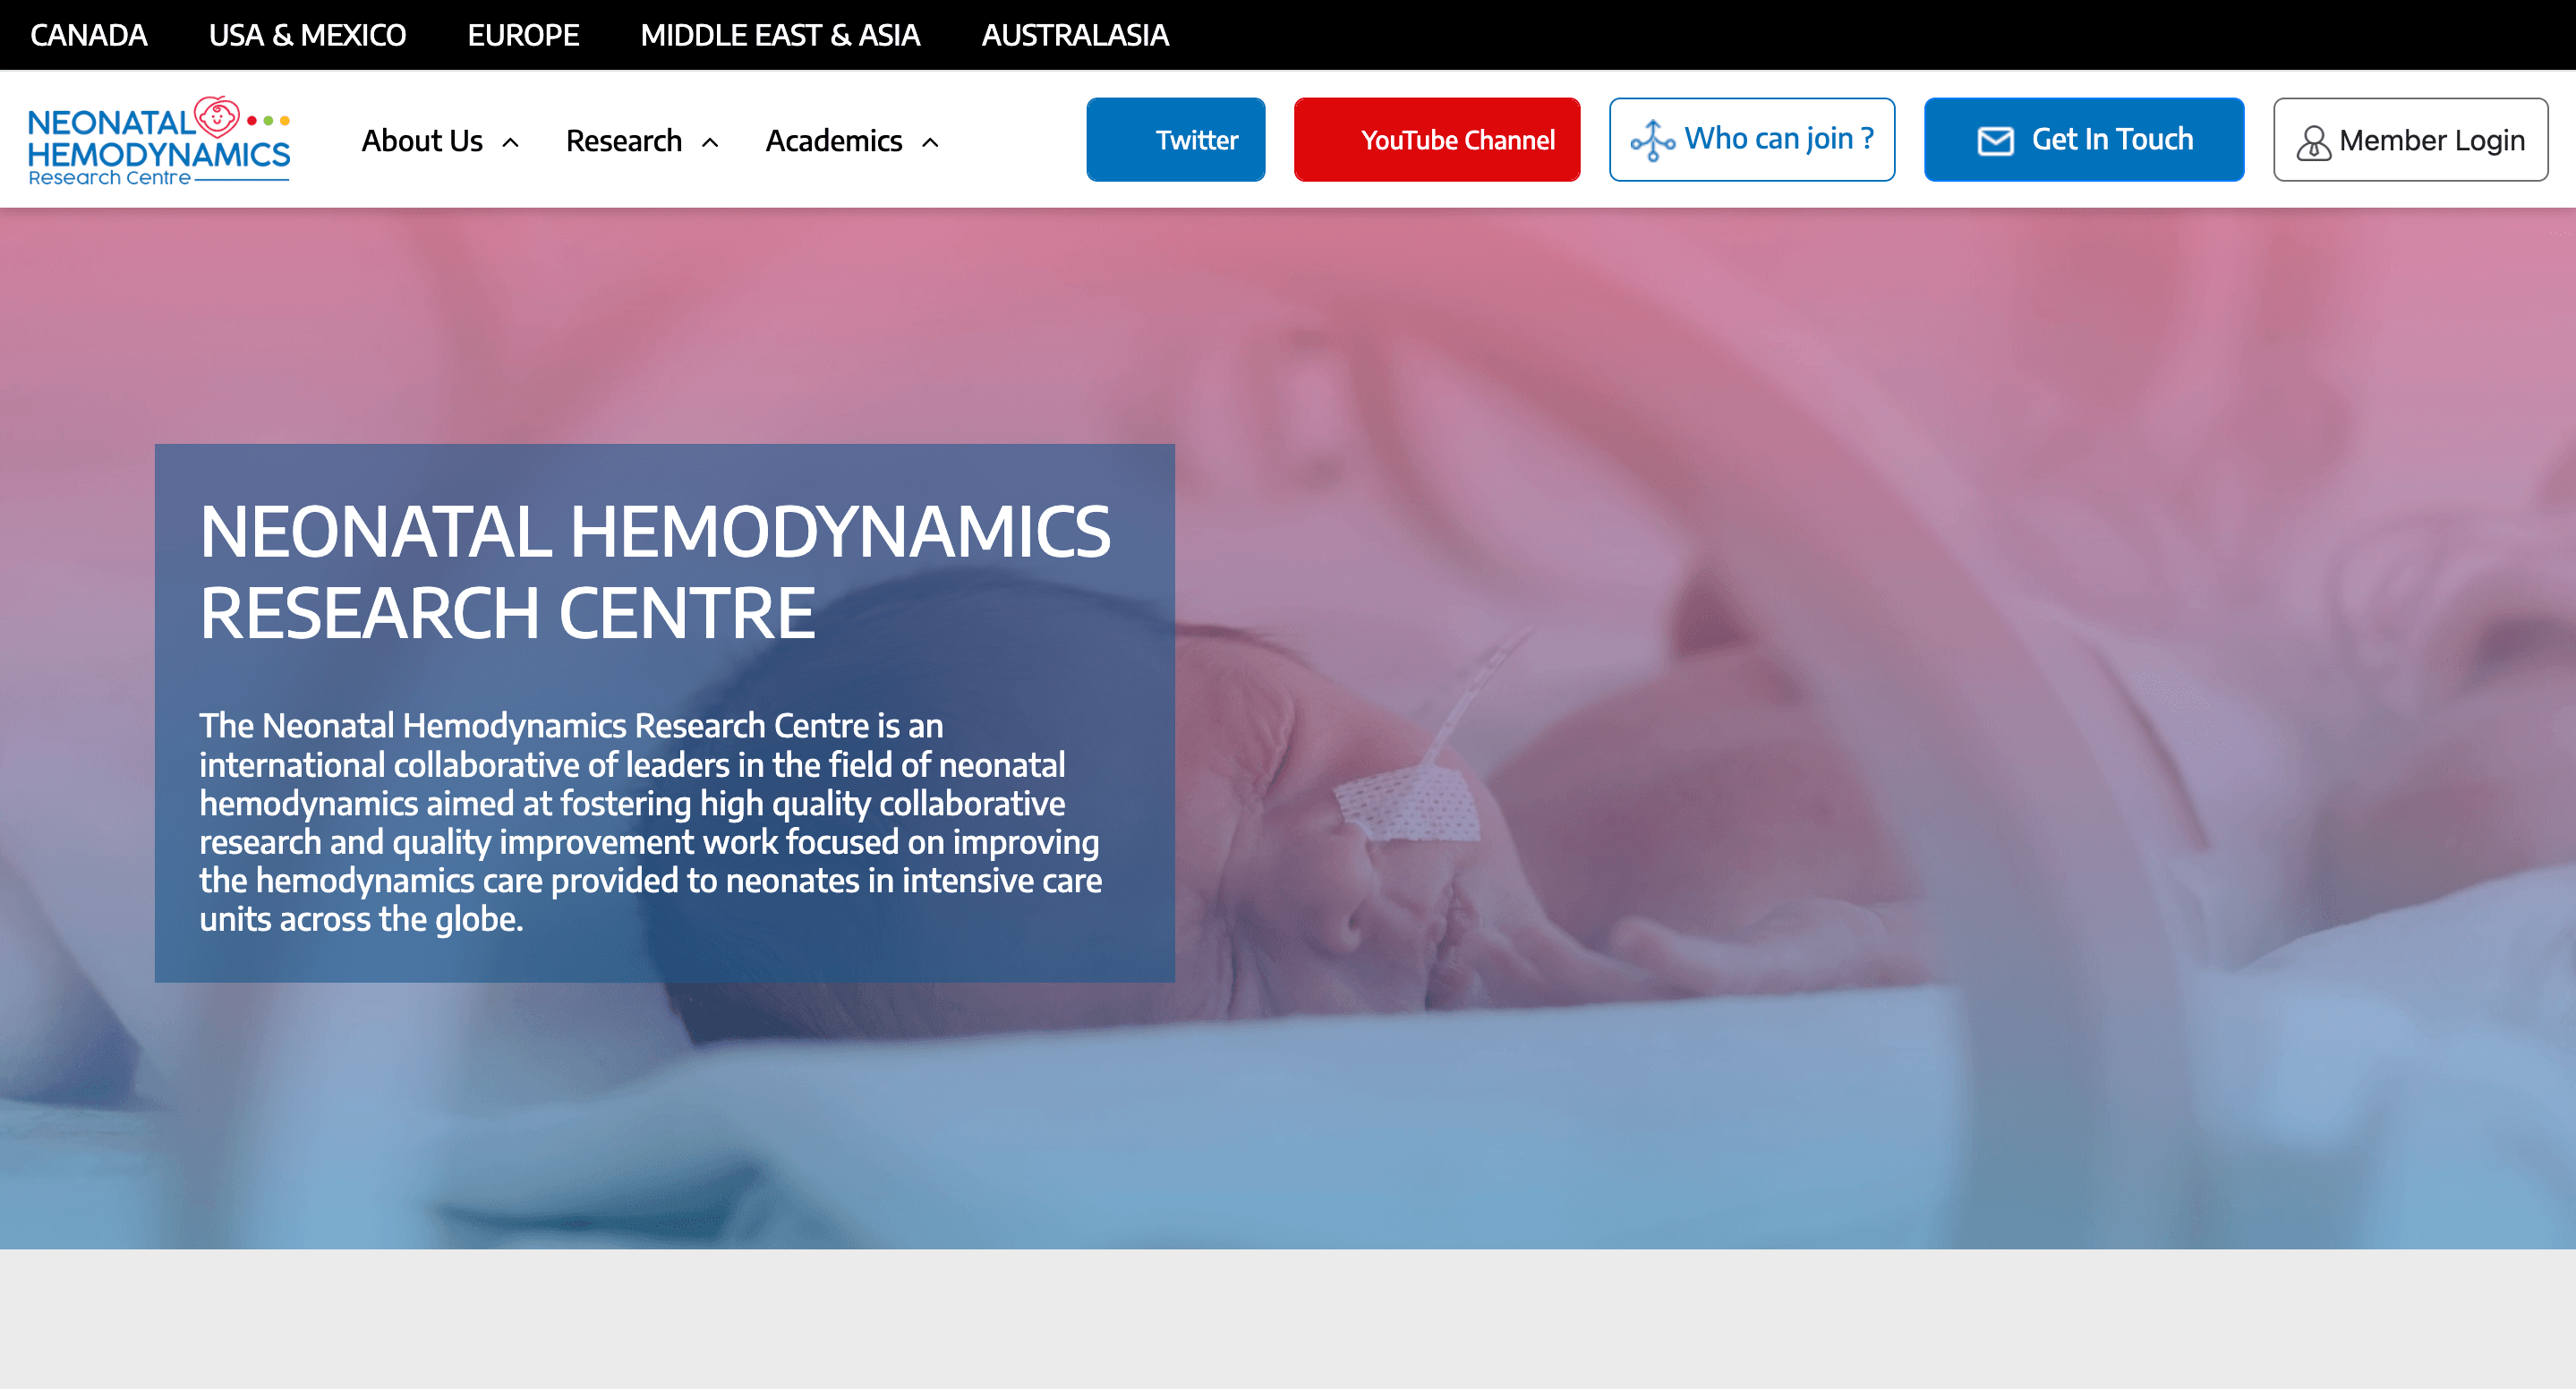 CANADA USA & MEXICO EUROPE MIDDLE EAST & ASIA AUSTRALASIA
NEONATAL
HEMODYNAMICS
Research Centre
About Us Research Academics Twitter YouTube Channel Who can join ? Get In Touch Member Login
NEONATAL HEMODYNAMICS
RESEARCH CENTRE
The Neonatal Hemodynamics Research Centre is an
international collaborative of leaders in the field of neonatal
hemodynamics aimed at fostering high quality collaborative
research and quality improvement work focused on improving
the hemodynamics care provided to neonates in intensive care
units across the globe.